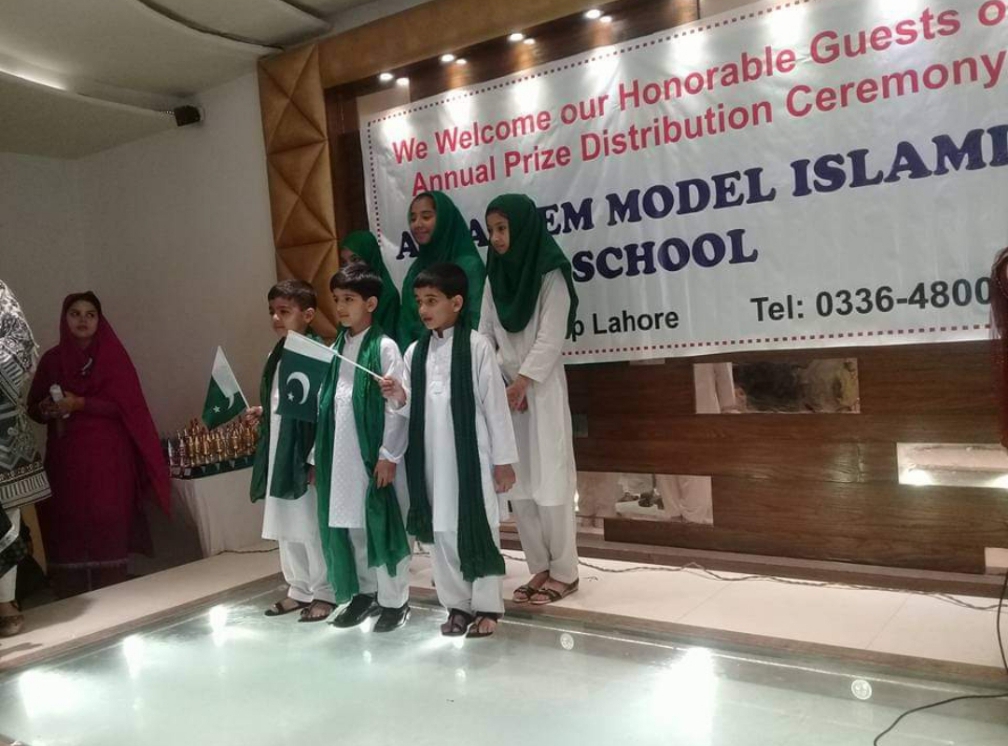 We Welcome our Honorable Guests o
Annual Prize Distribution Ceremony
A EM MODEL ISLAMI
SCHOOL
p Lahore Tel: 0336-4800